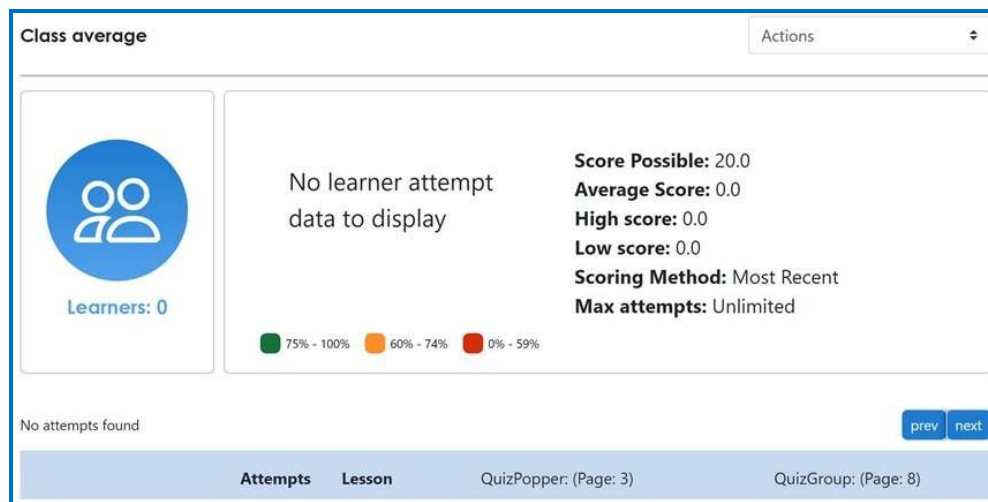 Class average
Actions
No learner attempt
data to display
Score Possible: 20.0
Average Score: 0.0
High score: 0.0
Low score: 0.0
Scoring Method: Most Recent
Max attempts: Unlimited
Learners: 0
75% - 100% 60% - 74% 0% - 59%
No attempts found
prev next
Attempts Lesson QuizPopper: (Page: 3) QuizGroup: (Page: 8)